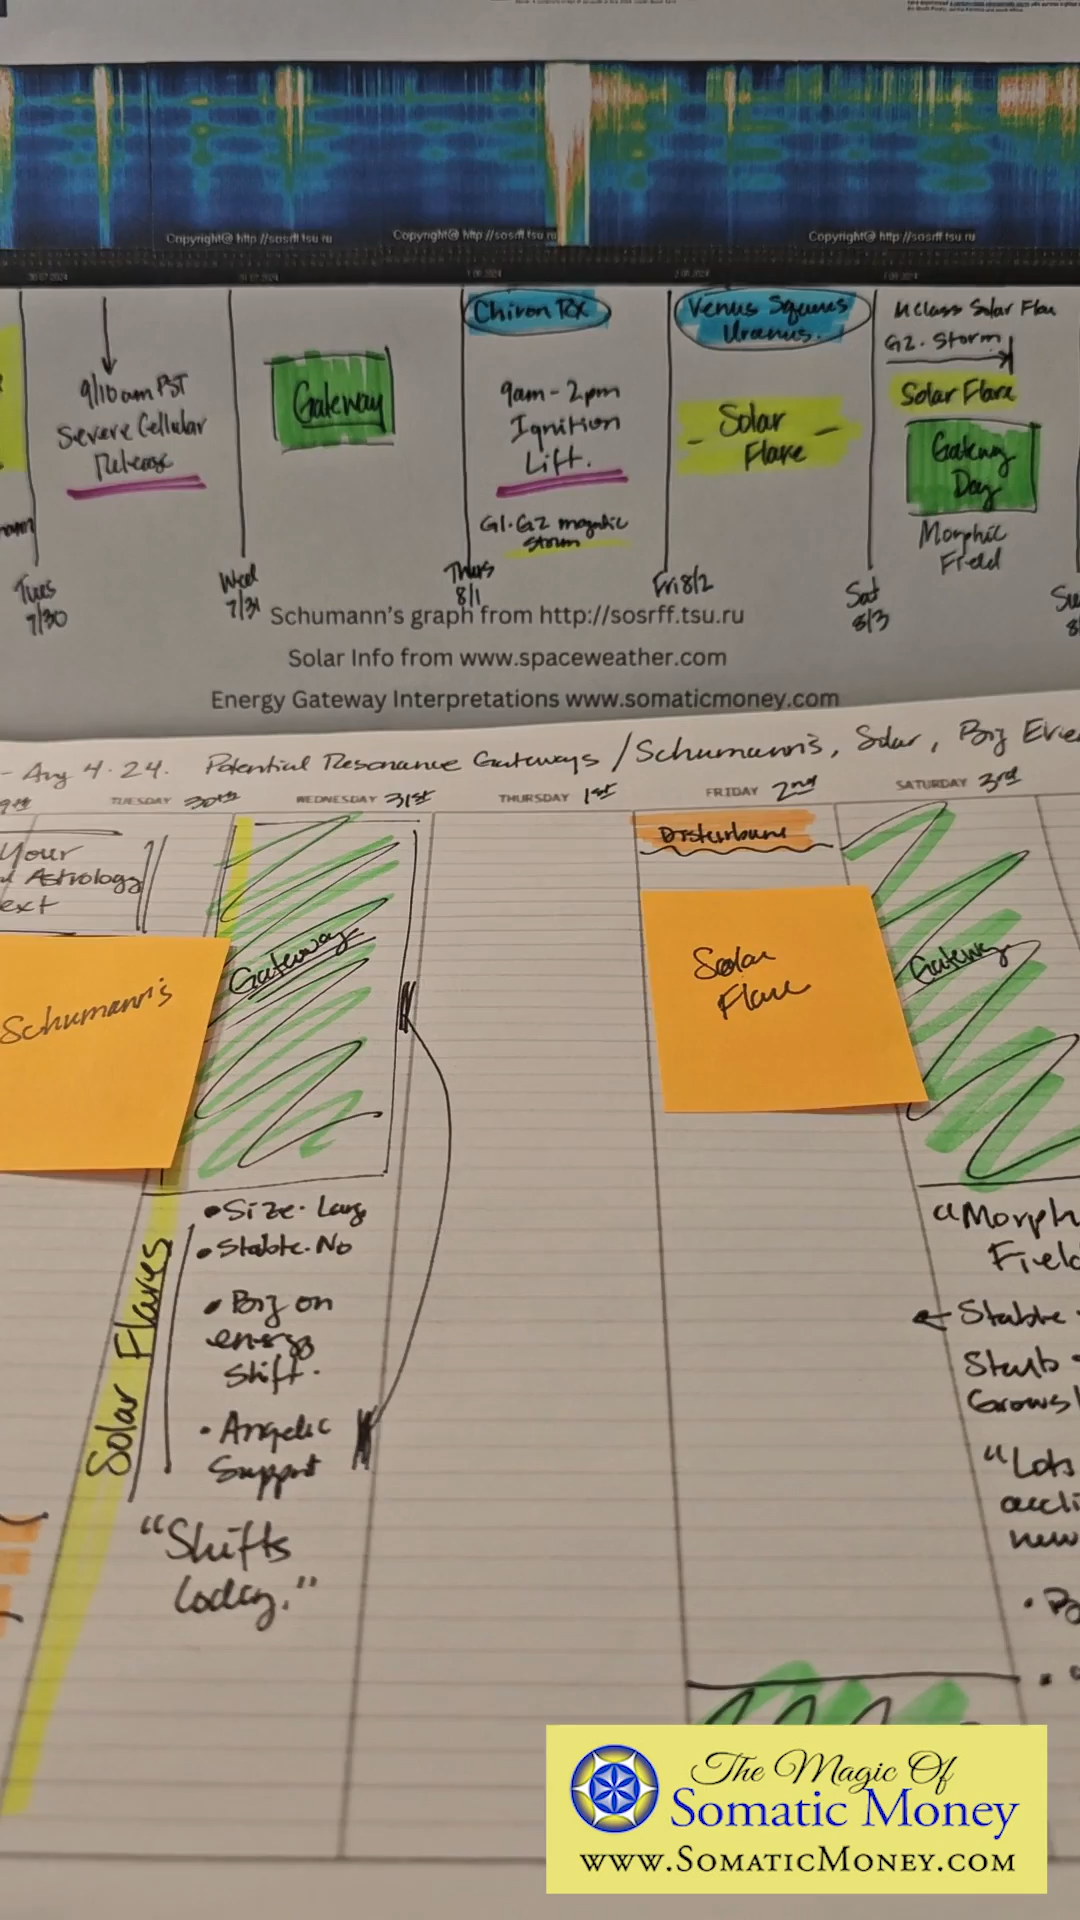 Copyright@ http://sosrff.tsu.ru
Copyright@ http://sosrff.tsu.ru
Copyright@ http://sosrff.tsu.ru
Chiron RX
Venus Squares
Uranus.
M Class Solar Flar
G2. Storm
9/10am PST
Severe Cellular
Release
Gateway
9am-2pm
Ignition
Lift.
G1-G2 magnetic
Storm
Solar
Flare
Solar Flare
Gateway
Day
Morphic
Field
Tues
7/30
Wed
7/31
Thurs
8/1
Fri 8/2
Sat
8/3
Schumann's graph from http://sosrff.tsu.ru
Solar Info from www.spaceweather.com
Energy Gateway Interpretations www.somaticmoney.com
- Aug 4.24. Potential Resonance Gateways / Schumann's, Solar, Big
TUESDAY 30th
WEDNESDAY 31st
THURSDAY 1st
FRIDAY 2nd
SATURDAY 3rd
Your
Astrology
ext
Disturbance
Schumann's
Gateway
Solar
Flare
Gateway
Solar Flares
• Size. Larg
• Stable. No
• Big on
energy
shift.
• Angelic
Support
"Shifts
today."
"Morph
Field
← Stable
Starts
Grows
"Lots
new
The Magic Of
Somatic Money
www.SomaticMoney.com